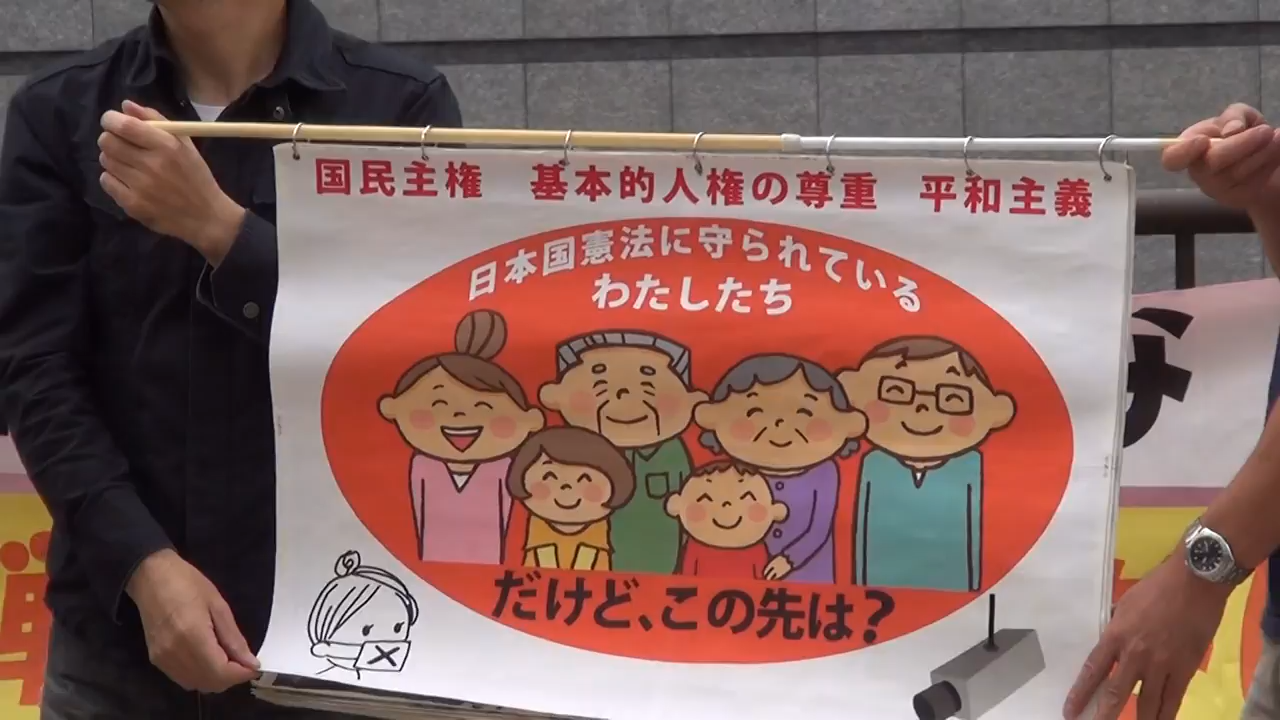 国民主権 基本的人権の尊重 平和主義
日本国憲法に守られている
わたしたち
だけど、この先は?